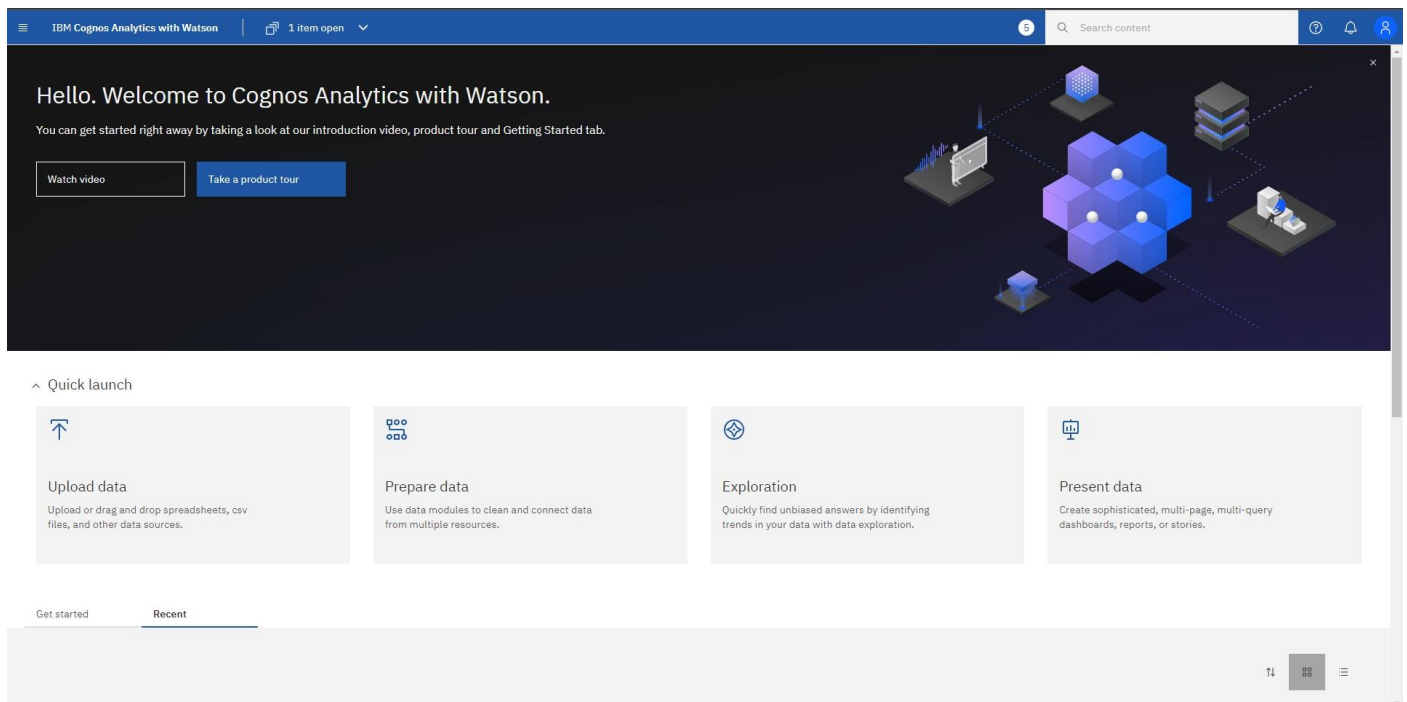 IBM Cognos Analytics with Watson
1 item open
5
Search content
Hello. Welcome to Cognos Analytics with Watson.
You can get started right away by taking a look at our introduction video, product tour and Getting Started tab.
Watch video
Take a product tour
Quick launch
Upload data
Upload or drag and drop spreadsheets, csv
files, and other data sources.
Prepare data
Use data modules to clean and connect data
from multiple resources.
Exploration
Quickly find unbiased answers by identifying
trends in your data with data exploration.
Present data
Create sophisticated, multi-page, multi-query
dashboards, reports, or stories.
Get started
Recent